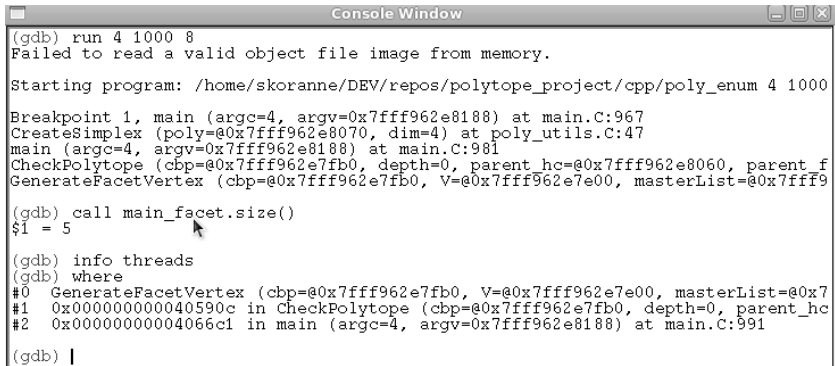 Console Window
(gdb) run 4 1000 8
Failed to read a valid object file image from memory.
Starting program: /home/skoranne/DEV/repos/polytope_project/cpp/poly_enum 4 1000
Breakpoint 1, main (argc=4, argv=0x7fff962e8188) at main.C:967
CreateSimplex (poly=@0x7fff962e8070, dim=4) at poly_utils.C:47
main (argc=4, argv=0x7fff962e8188) at main.C:981
CheckPolytope (cbp=@0x7fff962e7fb0, depth=0, parent_hc=@0x7fff962e8060, parent_f
GenerateFacetVertex (cbp=@0x7fff962e7fb0, V=@0x7fff962e7e00, masterList=@0x7fff9
(gdb) call main_facet.size()
$1 = 5
(gdb) info threads
(gdb) where
#0 GenerateFacetVertex (cbp=@0x7fff962e7fb0, V=@0x7fff962e7e00, masterList=@0x7
#1 0x000000000040590c in CheckPolytope (cbp=@0x7fff962e7fb0, depth=0, parent_hc
#2 0x00000000004066c1 in main (argc=4, argv=0x7fff962e8188) at main.C:991
(gdb)